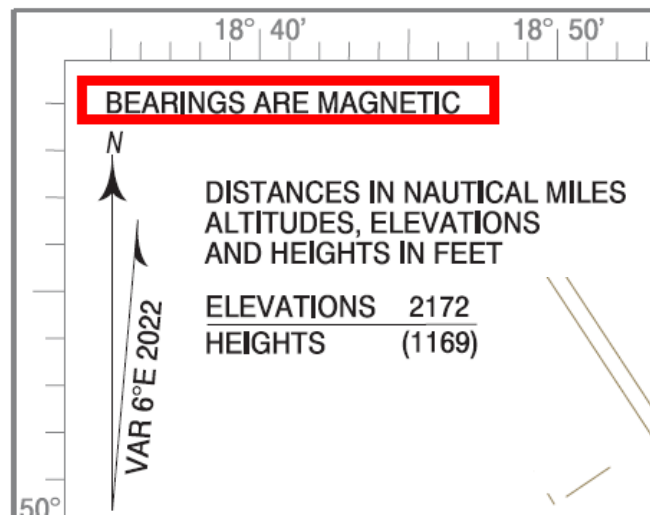 18° 40' 18° 50'
BEARINGS ARE MAGNETIC
N
DISTANCES IN NAUTICAL MILES
ALTITUDES, ELEVATIONS
AND HEIGHTS IN FEET
ELEVATIONS 2172
HEIGHTS (1169)
VAR 6°E 2022
50°